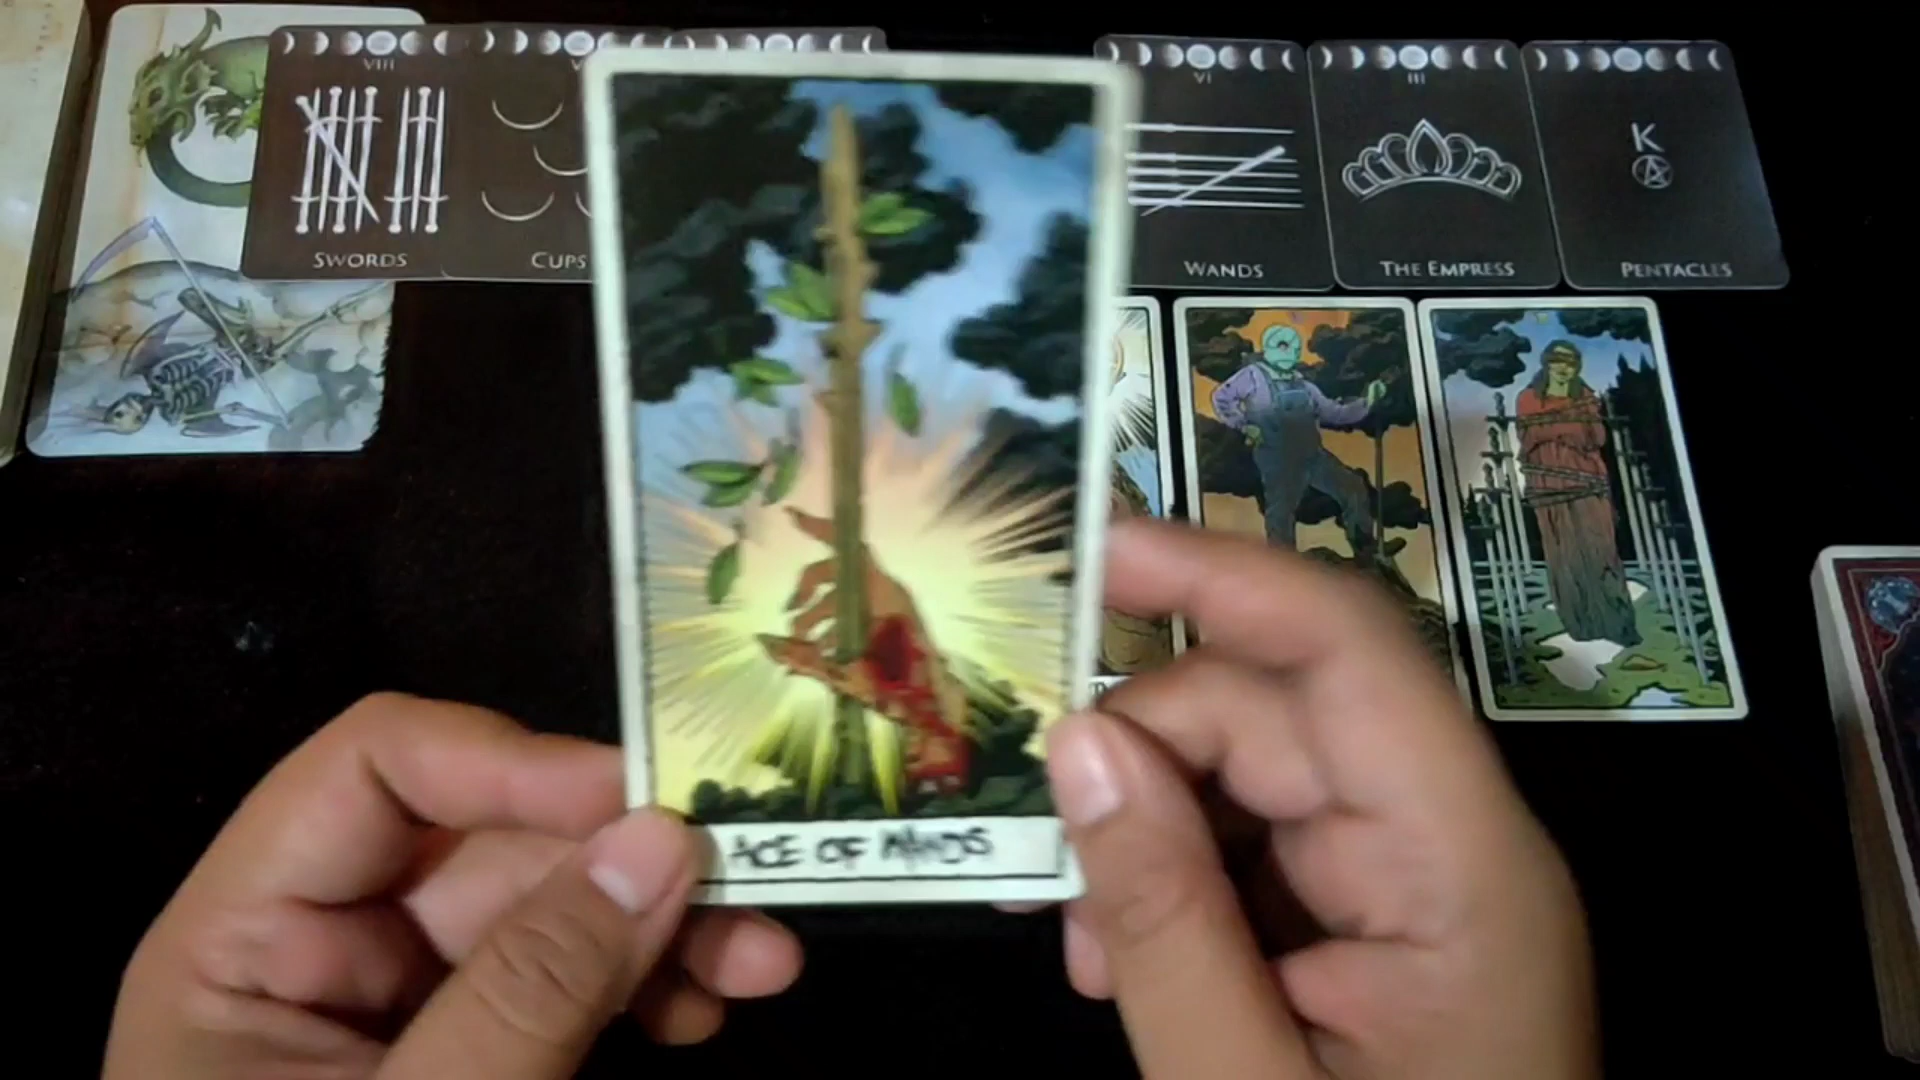 VIII
SWORDS
CUPS
VI
WANDS
III
THE EMPRESS
K
PENTACLES
ACE OF WANDS